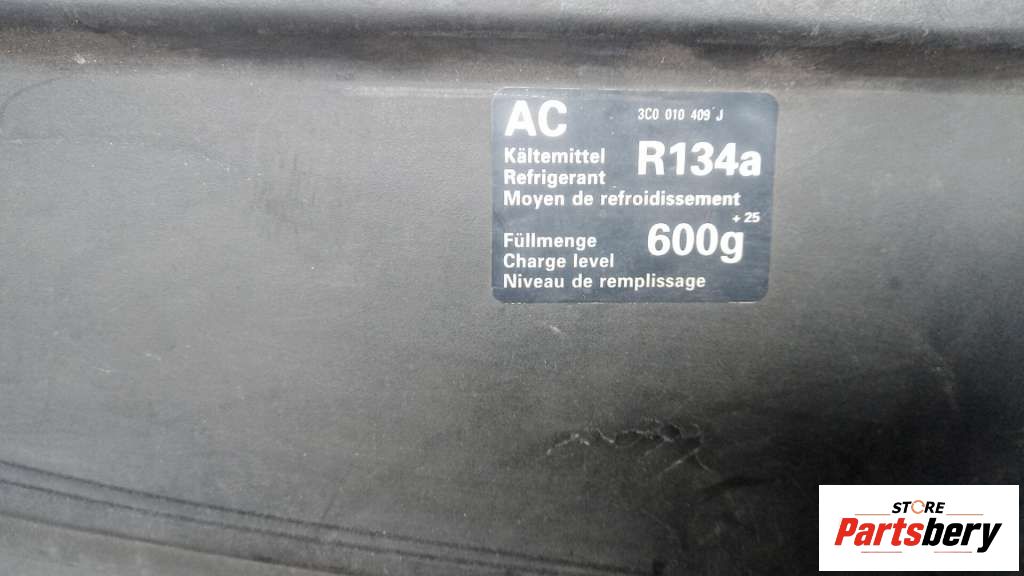 AC
3C0 010 409 J
Kältemittel
R134a
Refrigerant
Moyen de refroidissement
+ 25
Füllmenge
600g
Charge level
Niveau de remplissage
STORE
Partsbery